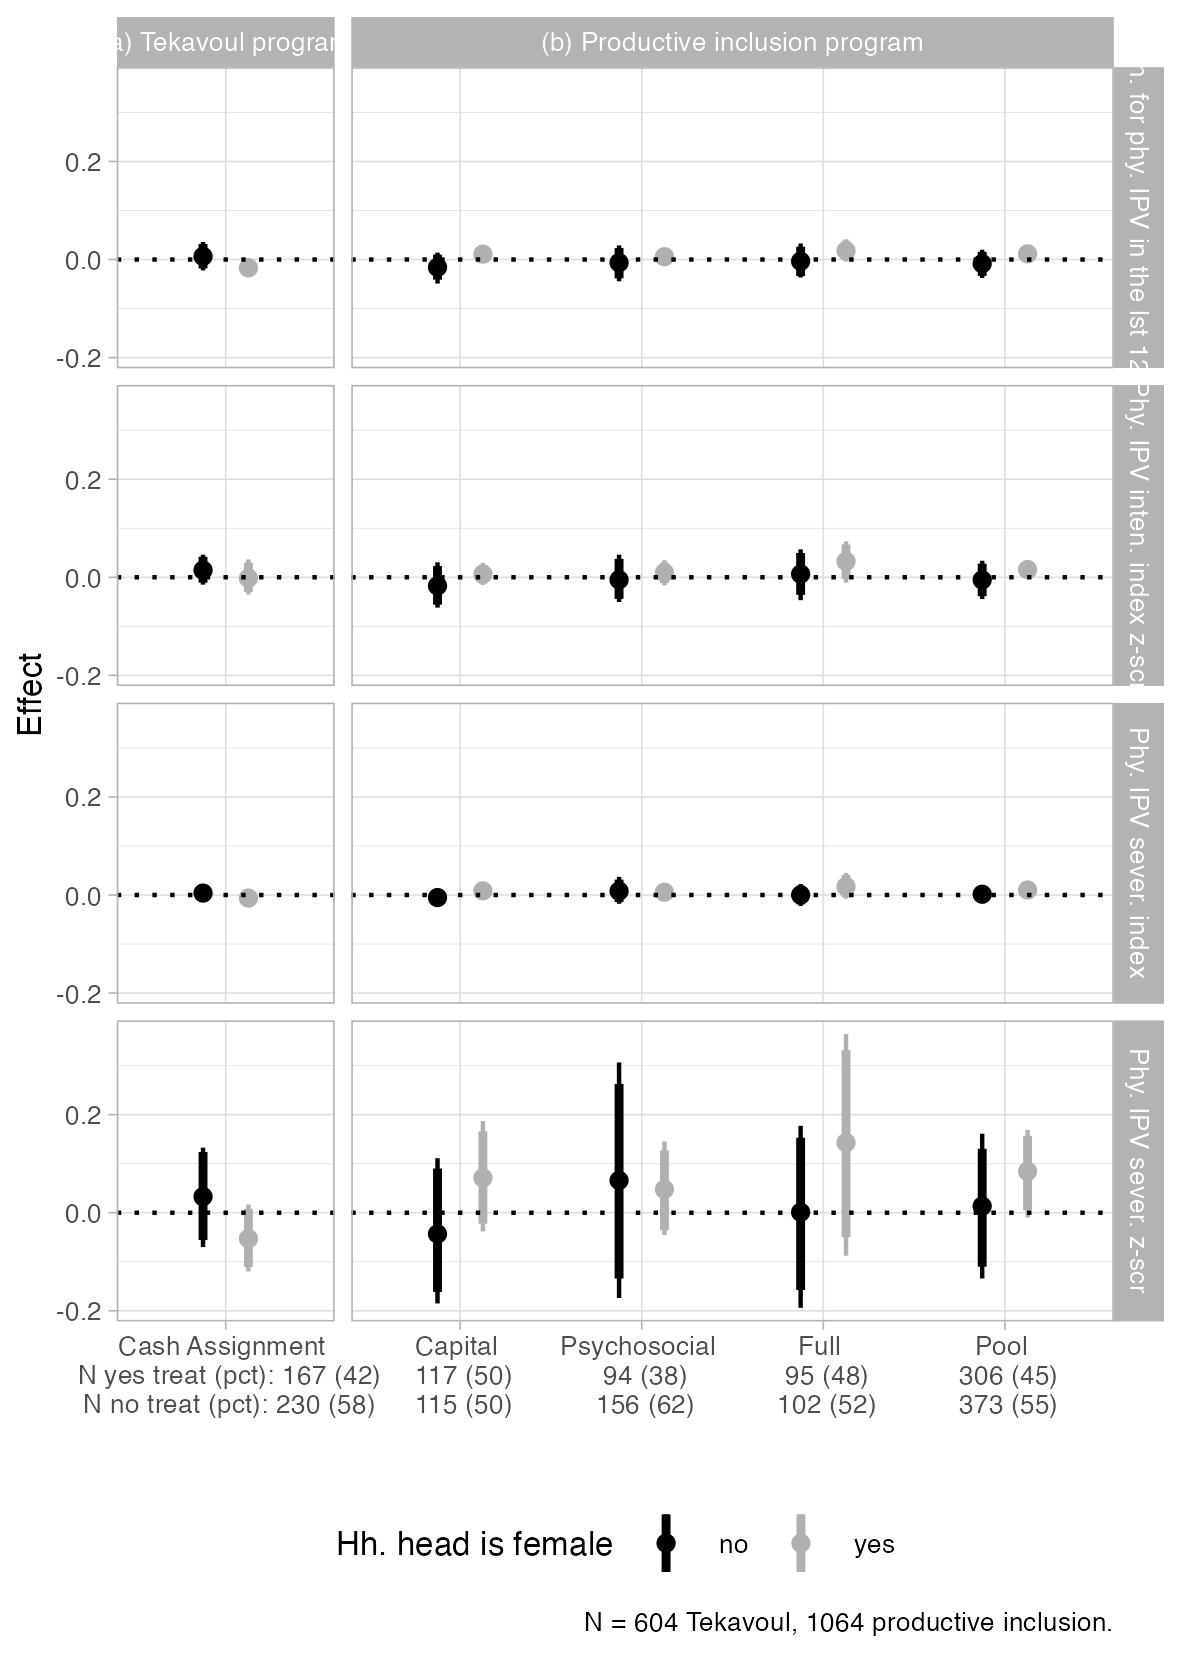 a) Tekavoul program
(b) Productive inclusion program
n. for phy. IPV in the lst 12
Phy. IPV inten. index z-scr
Phy. IPV sever. index
Phy. IPV sever. z-scr
Effect
0.2
0.0
-0.2
0.2
0.0
-0.2
0.2
0.0
-0.2
0.2
0.0
-0.2
Cash Assignment Capital Psychosocial Full Pool
N yes treat (pct): 167 (42) 117 (50) 94 (38) 95 (48) 306 (45)
N no treat (pct): 230 (58) 115 (50) 156 (62) 102 (52) 373 (55)
Hh. head is female no yes
N = 604 Tekavoul, 1064 productive inclusion.